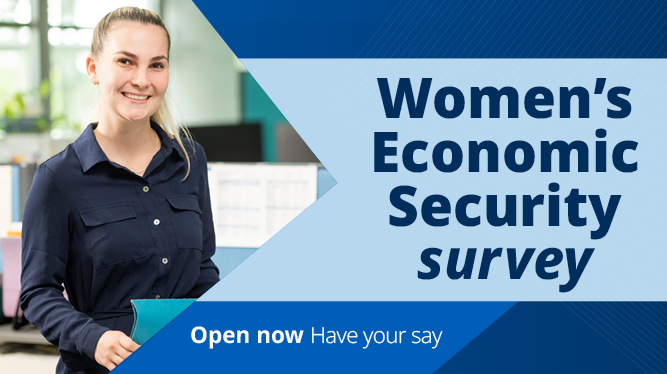 Women’s
Economic
Security
survey
Open now Have your say